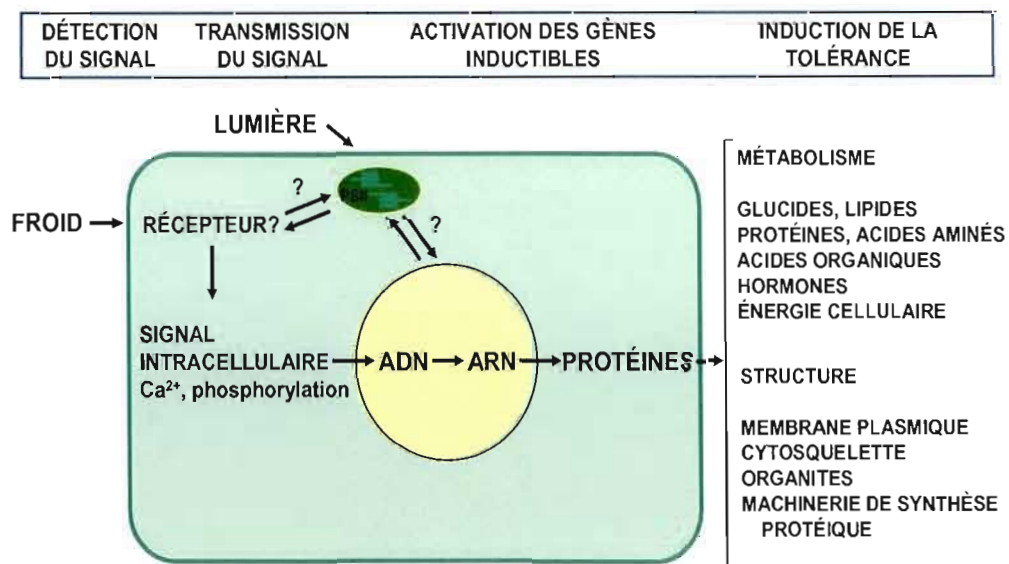 DÉTECTION DU SIGNAL
TRANSMISSION DU SIGNAL
ACTIVATION DES GÈNES INDUCTIBLES
INDUCTION DE LA TOLÉRANCE
LUMIÈRE
?
PSII
?
FROID
RÉCEPTEUR?
SIGNAL
INTRACELLULAIRE
Ca²⁺, phosphorylation
ADN
ARN
PROTÉINES
MÉTABOLISME
GLUCIDES, LIPIDES
PROTÉINES, ACIDES AMINÉS
ACIDES ORGANIQUES
HORMONES
ÉNERGIE CELLULAIRE
STRUCTURE
MEMBRANE PLASMIQUE
CYTOSQUELETTE
ORGANITES
MACHINERIE DE SYNTHÈSE
PROTÉIQUE